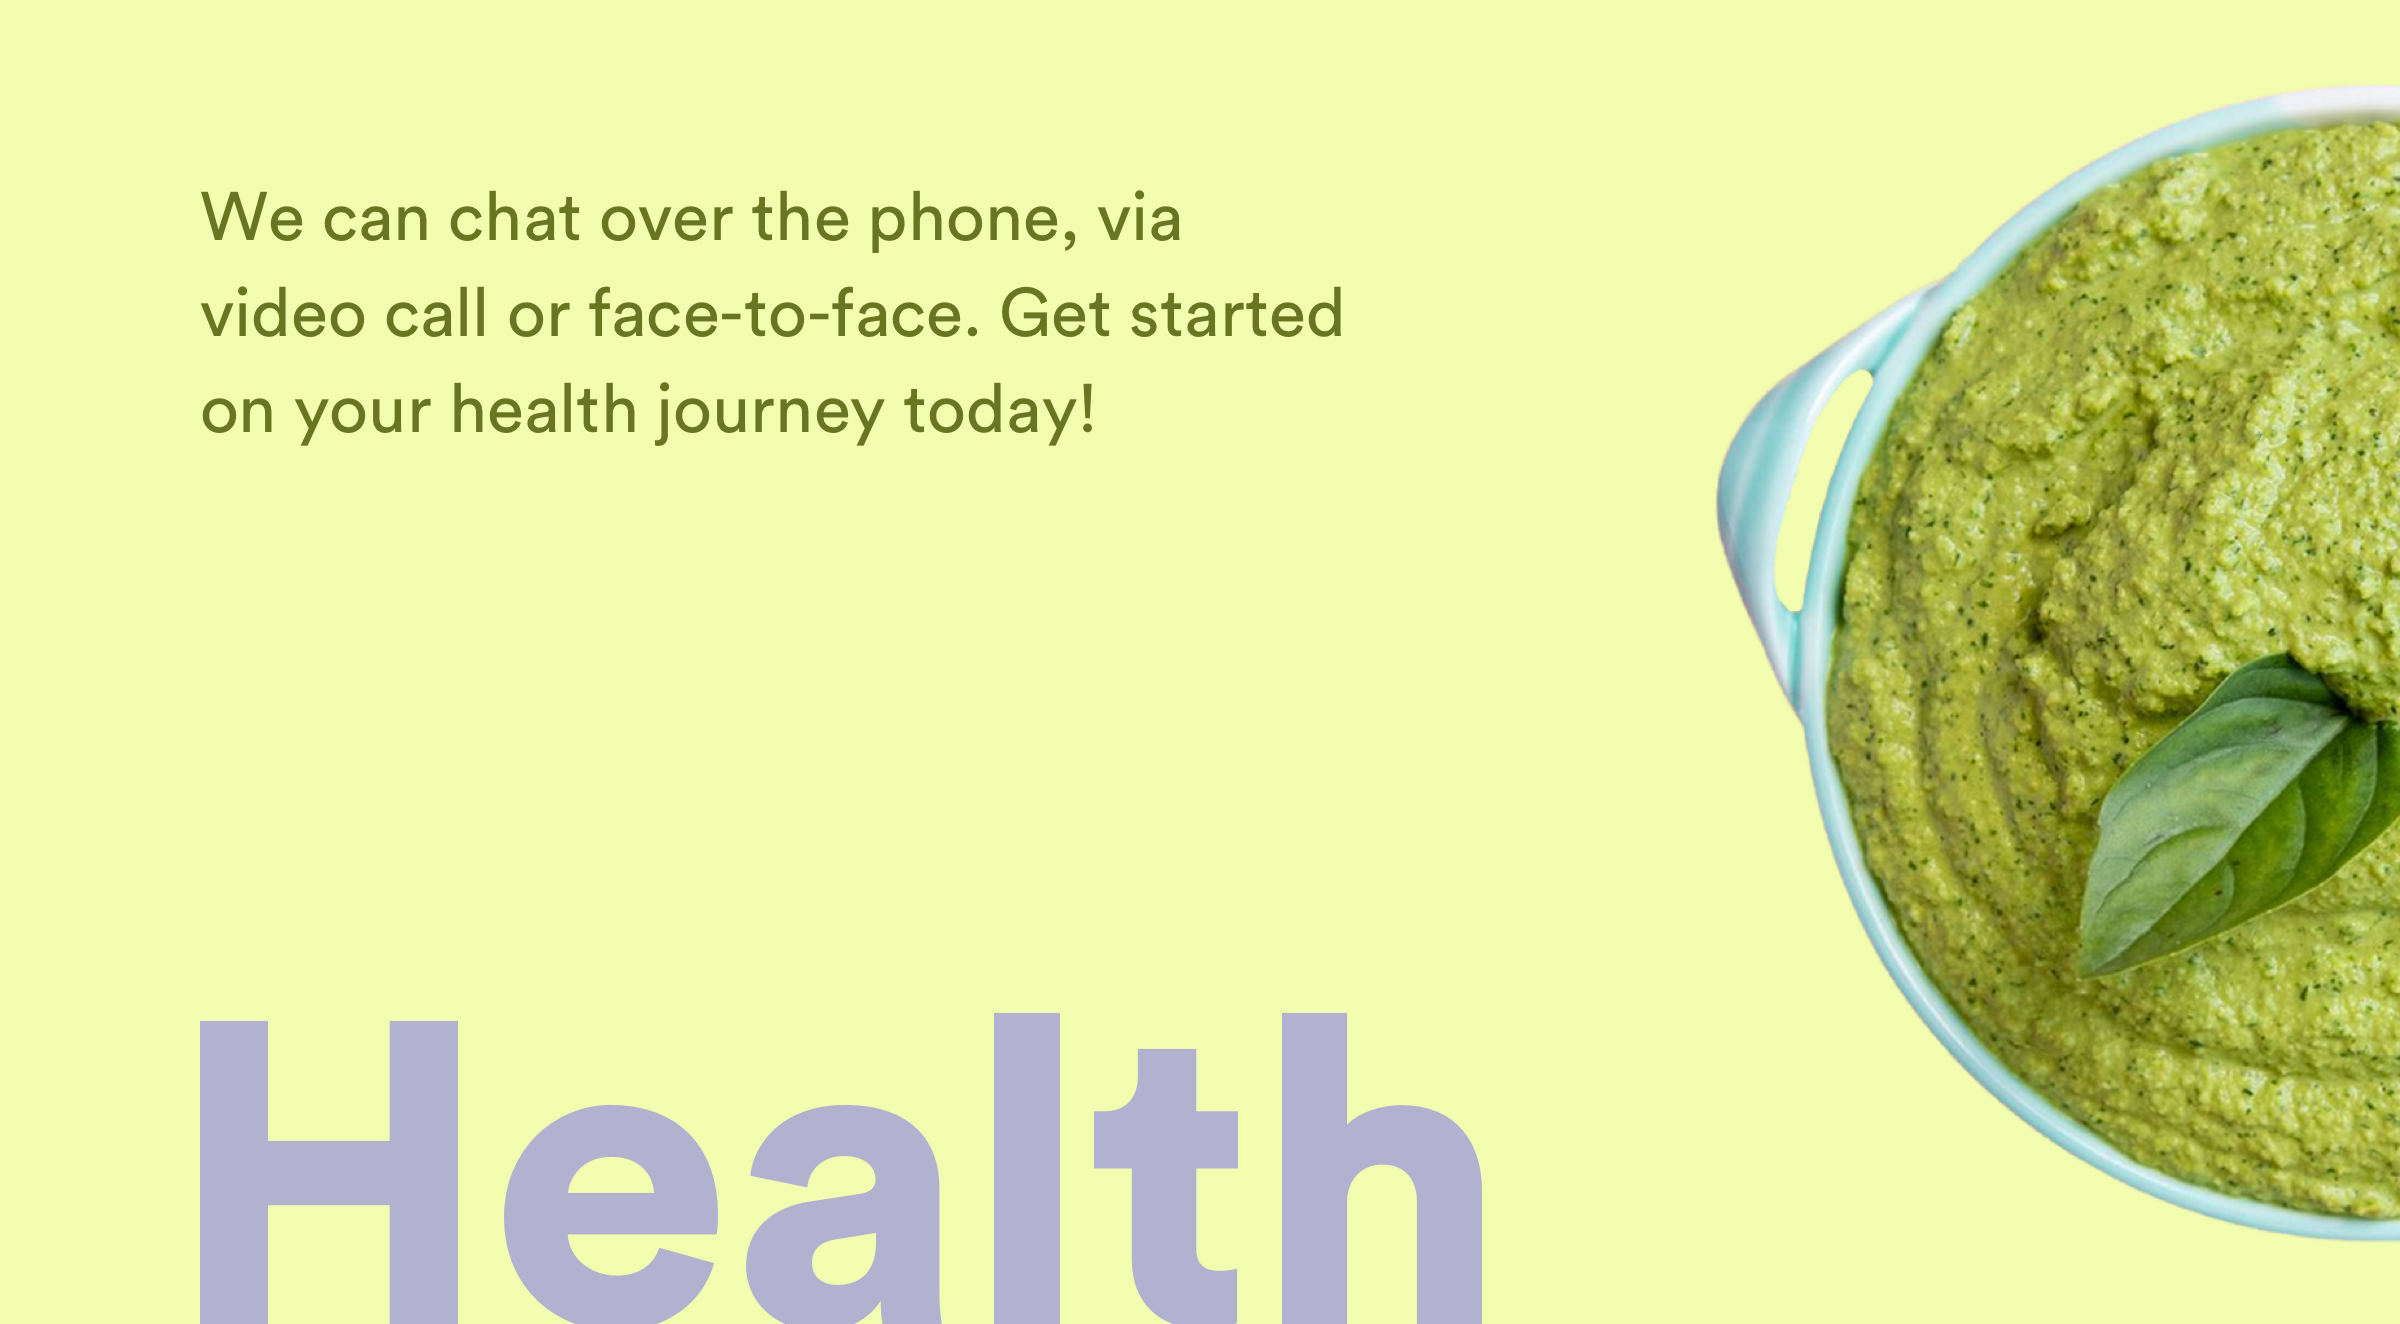 We can chat over the phone, via
video call or face-to-face. Get started
on your health journey today!
Health